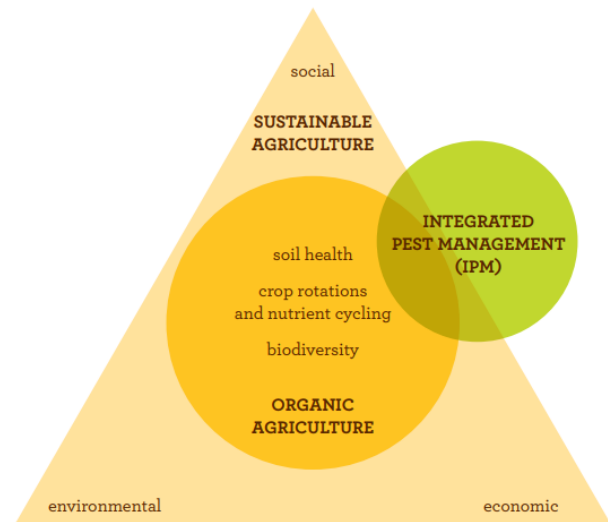 social
SUSTAINABLE
AGRICULTURE
INTEGRATED
PEST MANAGEMENT
(IPM)
soil health
crop rotations
and nutrient cycling
biodiversity
ORGANIC
AGRICULTURE
environmental
economic